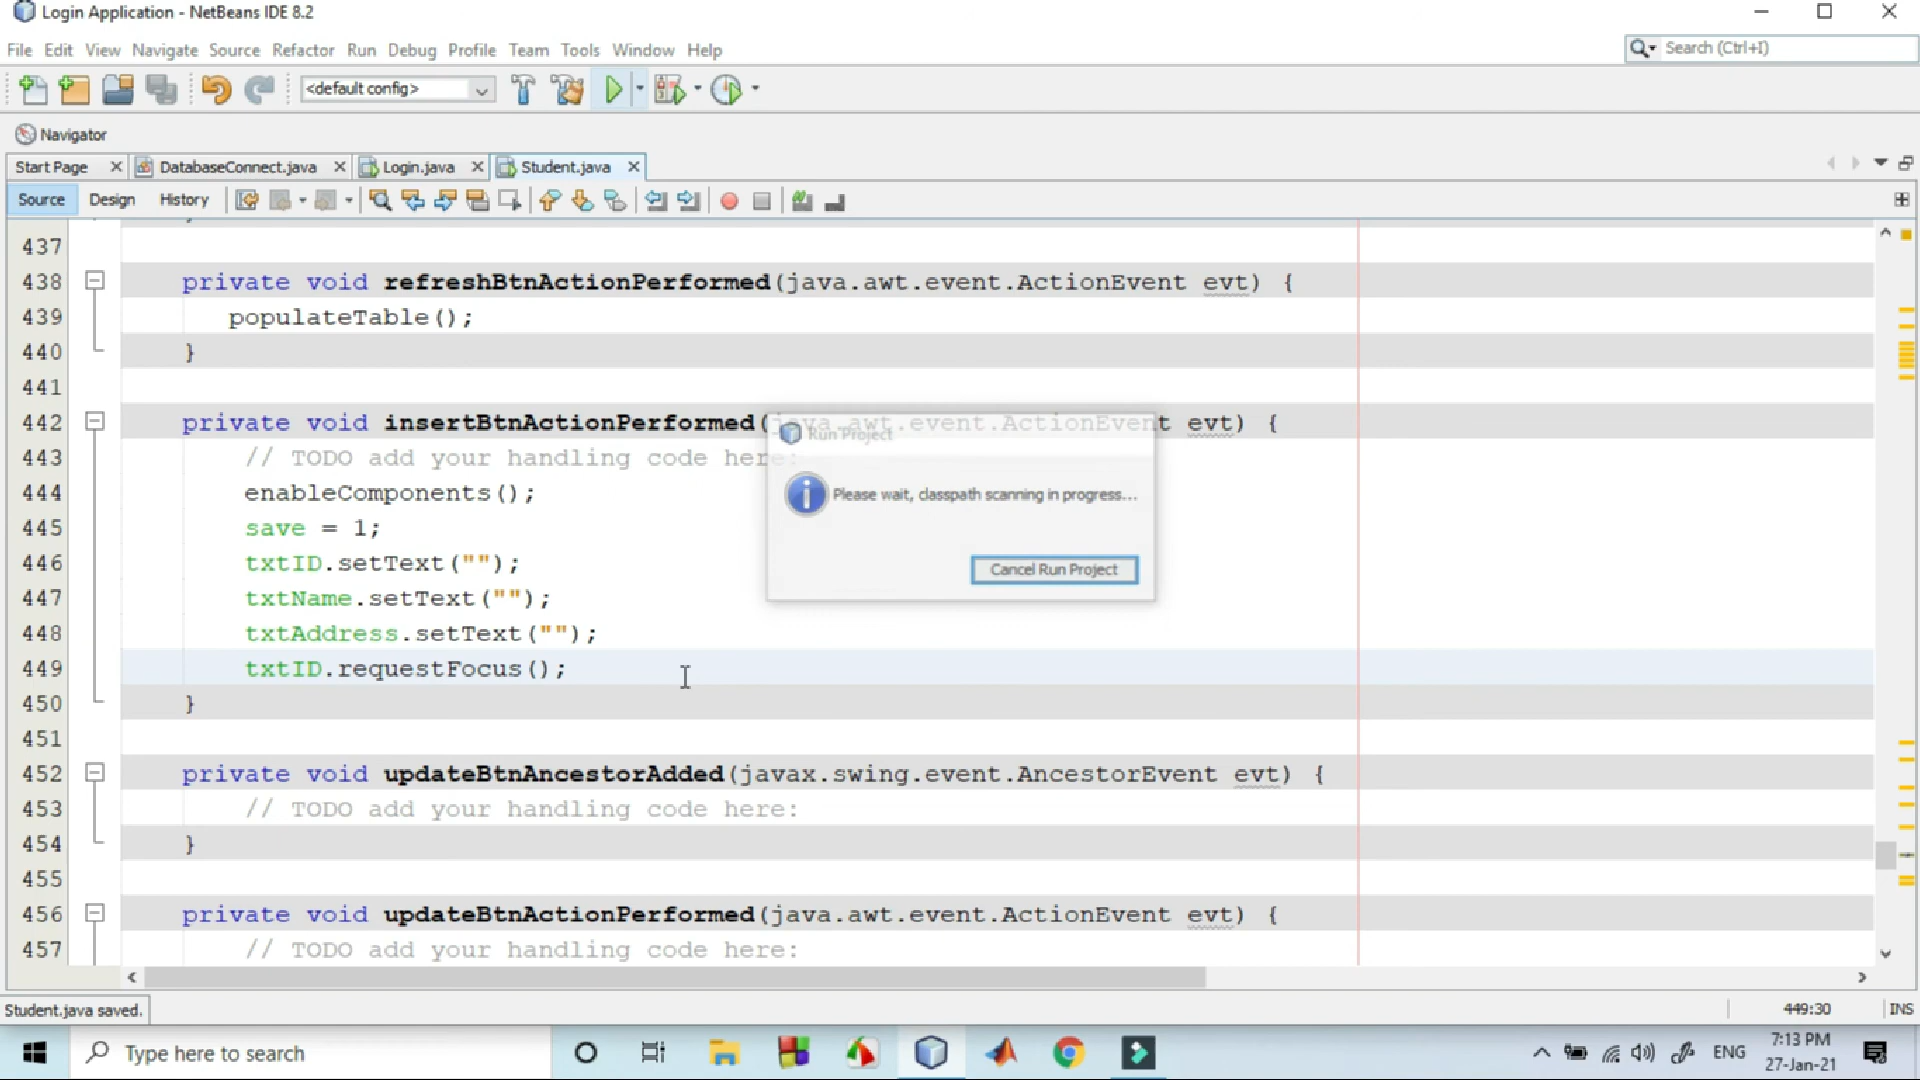 Login Application - NetBeans IDE 8.2
File Edit View Navigate Source Refactor Run Debug Profile Team Tools Window Help
Search (Ctrl+I)
<default config>
Navigator
Start Page DatabaseConnect.java Login.java Student.java
Source Design History
437
438 private void refreshBtnActionPerformed(java.awt.event.ActionEvent evt) {
439 populateTable();
440 }
441
442 private void insertBtnActionPerformed(java.awt.event.ActionEvent evt) {
443 // TODO add your handling code here:
444 enableComponents();
445 save = 1;
446 txtID.setText("");
447 txtName.setText("");
448 txtAddress.setText("");
449 txtID.requestFocus();
450 }
451
452 private void updateBtnAncestorAdded(javax.swing.event.AncestorEvent evt) {
453 // TODO add your handling code here:
454 }
455
456 private void updateBtnActionPerformed(java.awt.event.ActionEvent evt) {
457 // TODO add your handling code here:
Run Project
Please wait, classpath scanning in progress...
Cancel Run Project
Student.java saved.
449:30 INS
Type here to search
ENG
7:13 PM
27-Jan-21